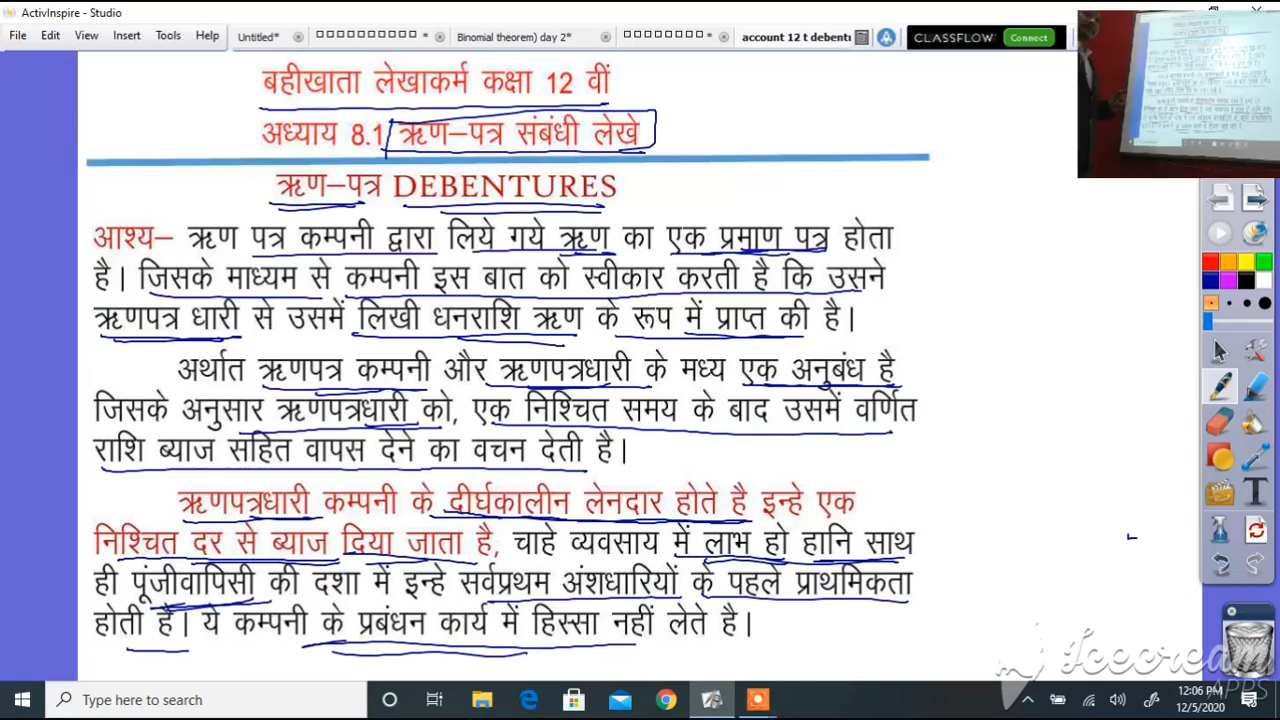 ActivInspire - Studio
File Edit View Insert Tools Help Untitled* Binomial theorem) day 2* account 12 t debentu CLASSFLOW Connect
बहीखाता लेखाकर्म कक्षा 12 वीं
अध्याय 8.1 ऋण–पत्र संबंधी लेखे
ऋण–पत्र DEBENTURES
आश्य– ऋण पत्र कम्पनी द्वारा लिये गये ऋण का एक प्रमाण पत्र होता
है। जिसके माध्यम से कम्पनी इस बात को स्वीकार करती है कि उसने
ऋणपत्र धारी से उसमें लिखी धनराशि ऋण के रूप में प्राप्त की है।
अर्थात ऋणपत्र कम्पनी और ऋणपत्रधारी के मध्य एक अनुबंध है
जिसके अनुसार ऋणपत्रधारी को, एक निश्चित समय के बाद उसमें वर्णित
राशि ब्याज सहित वापस देने का वचन देती है।
ऋणपत्रधारी कम्पनी के दीर्घकालीन लेनदार होते है इन्हे एक
निश्चित दर से ब्याज दिया जाता है, चाहे व्यवसाय में लाभ हो हानि साथ
ही पूंजीवापिसी की दशा में इन्हे सर्वप्रथम अंशधारियों के पहले प्राथमिकता
होती है। ये कम्पनी के प्रबंधन कार्य में हिस्सा नहीं लेते है।
Icecream
APPS
Type here to search
12:06 PM
12/5/2020